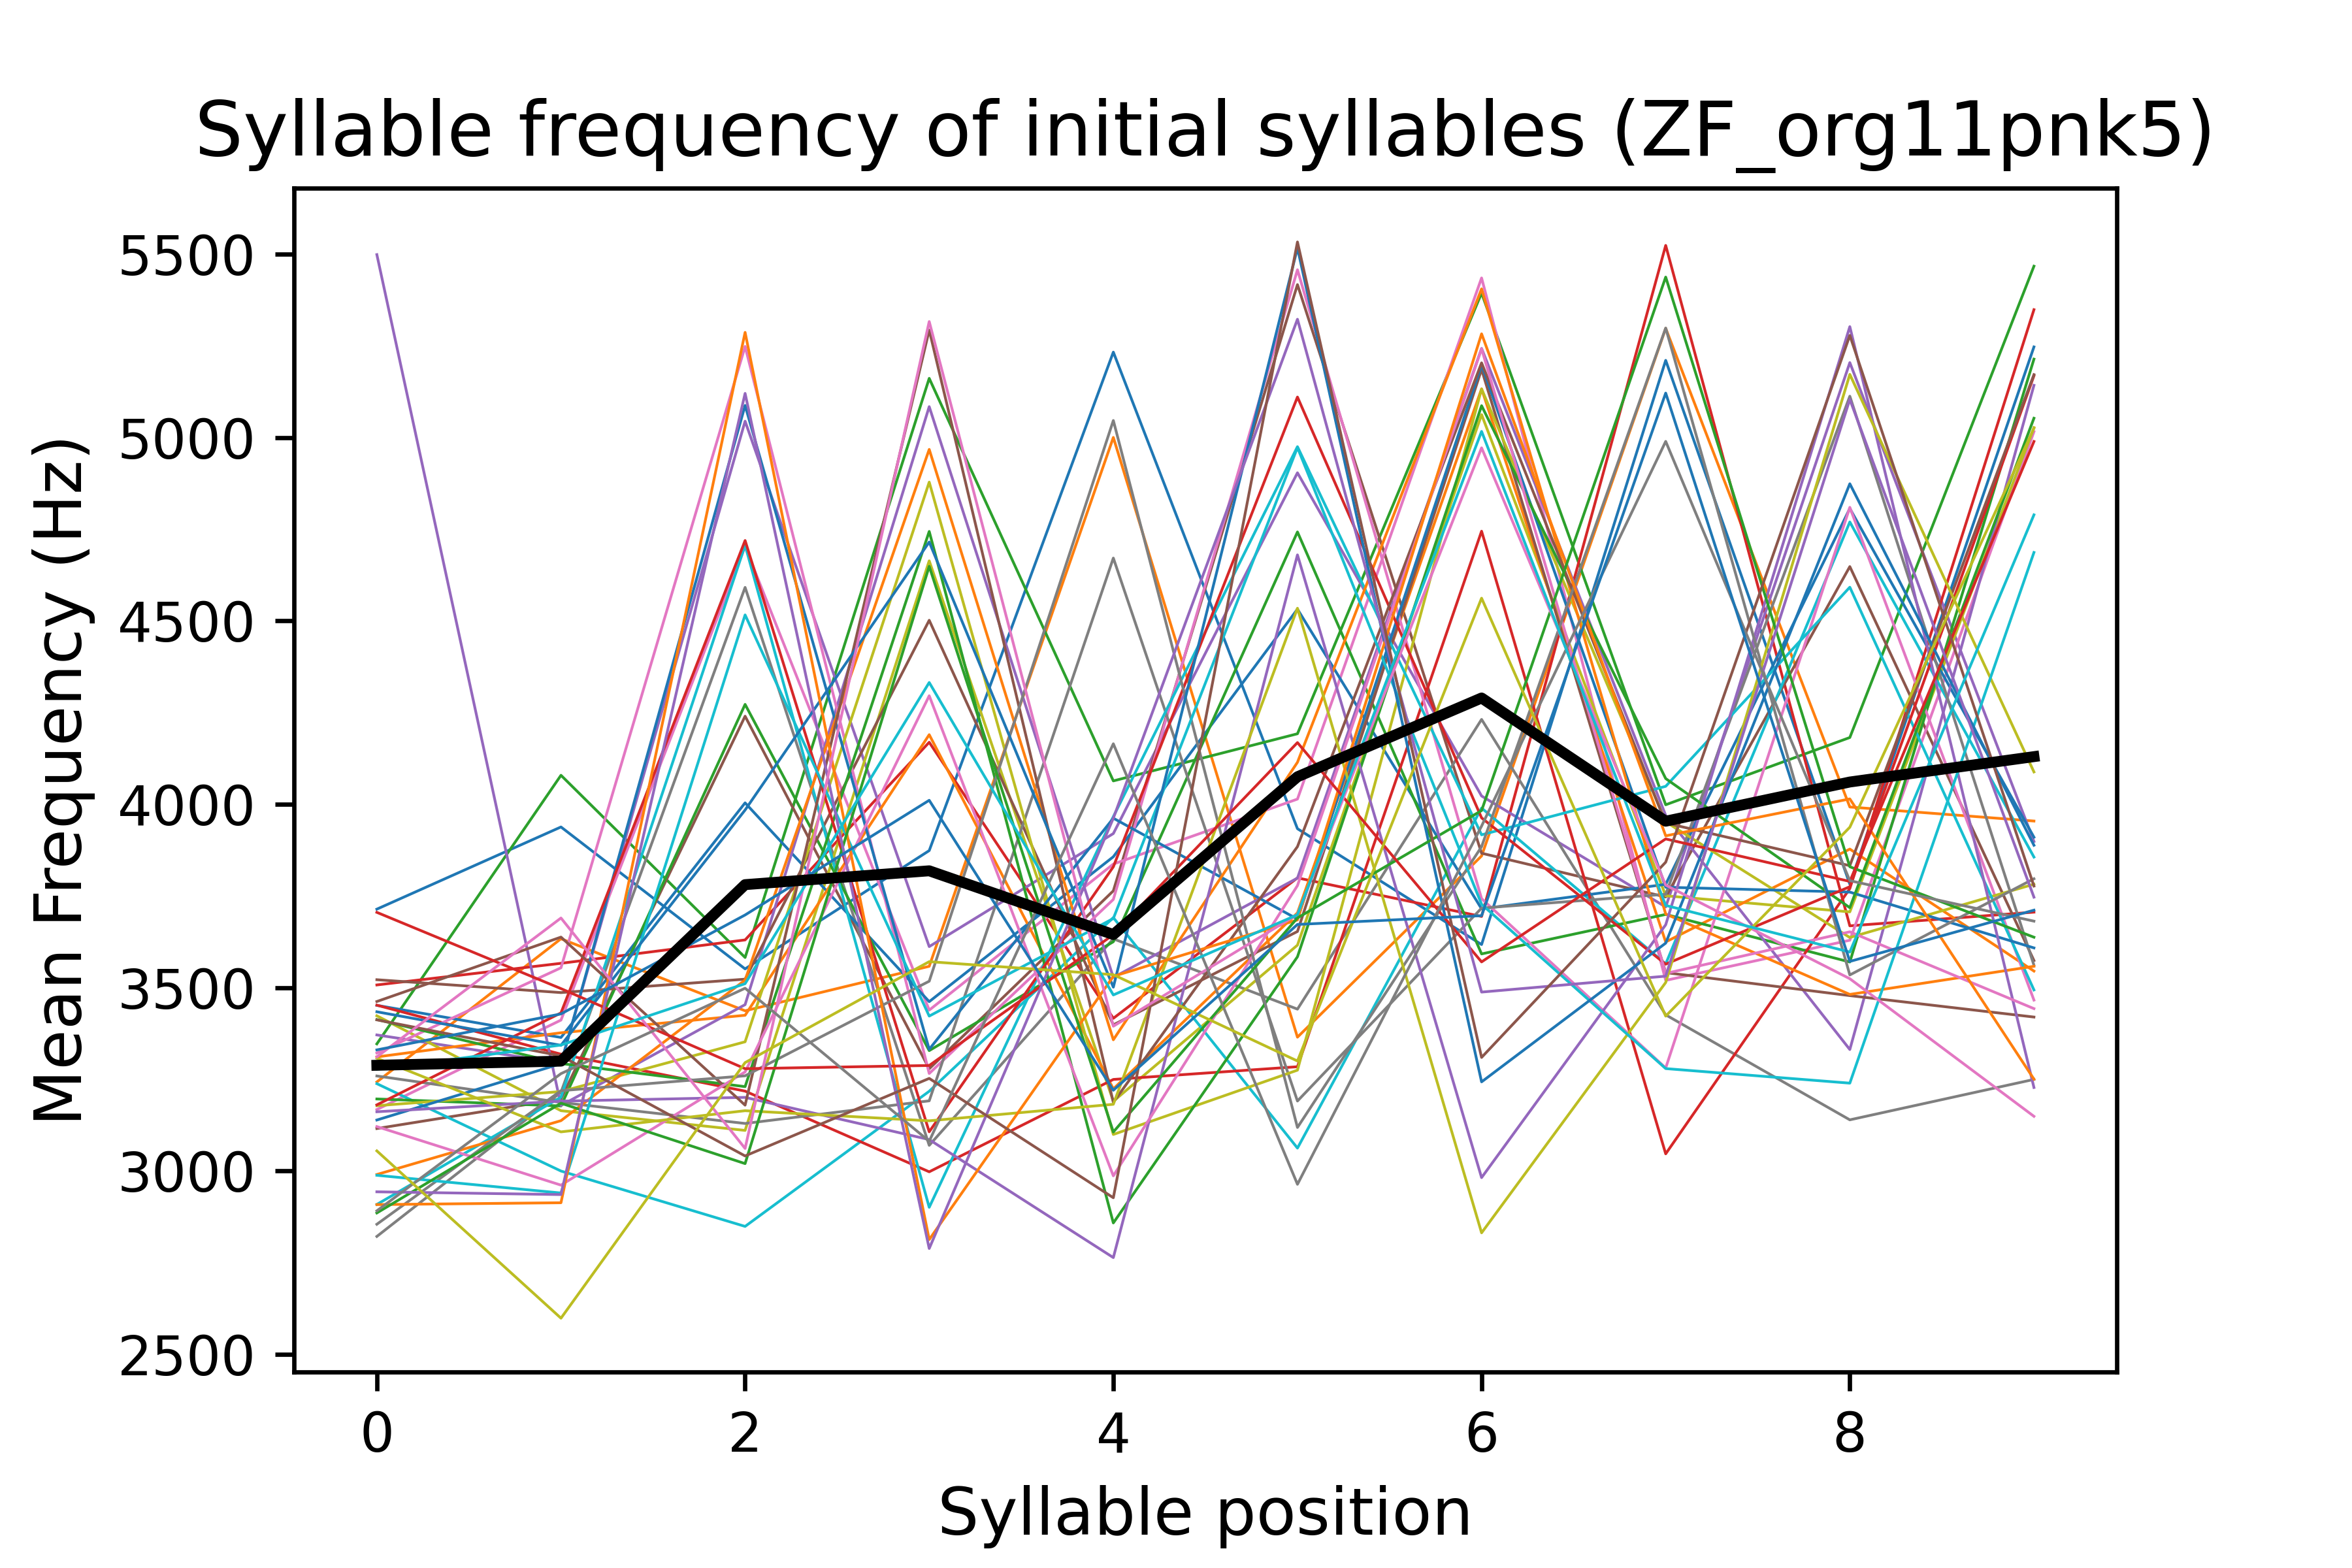 Syllable frequency of initial syllables (ZF_org11pnk5)
Mean Frequency (Hz)
5500
5000
4500
4000
3500
3000
2500
0 2 4 6 8
Syllable position